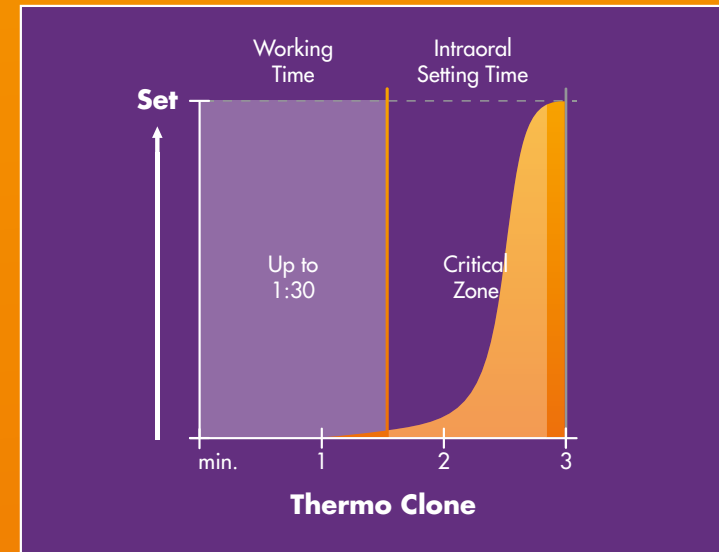 Working
Time
Intraoral
Setting Time
Set
Up to
1:30
Critical
Zone
min.
1
2
3
Thermo Clone